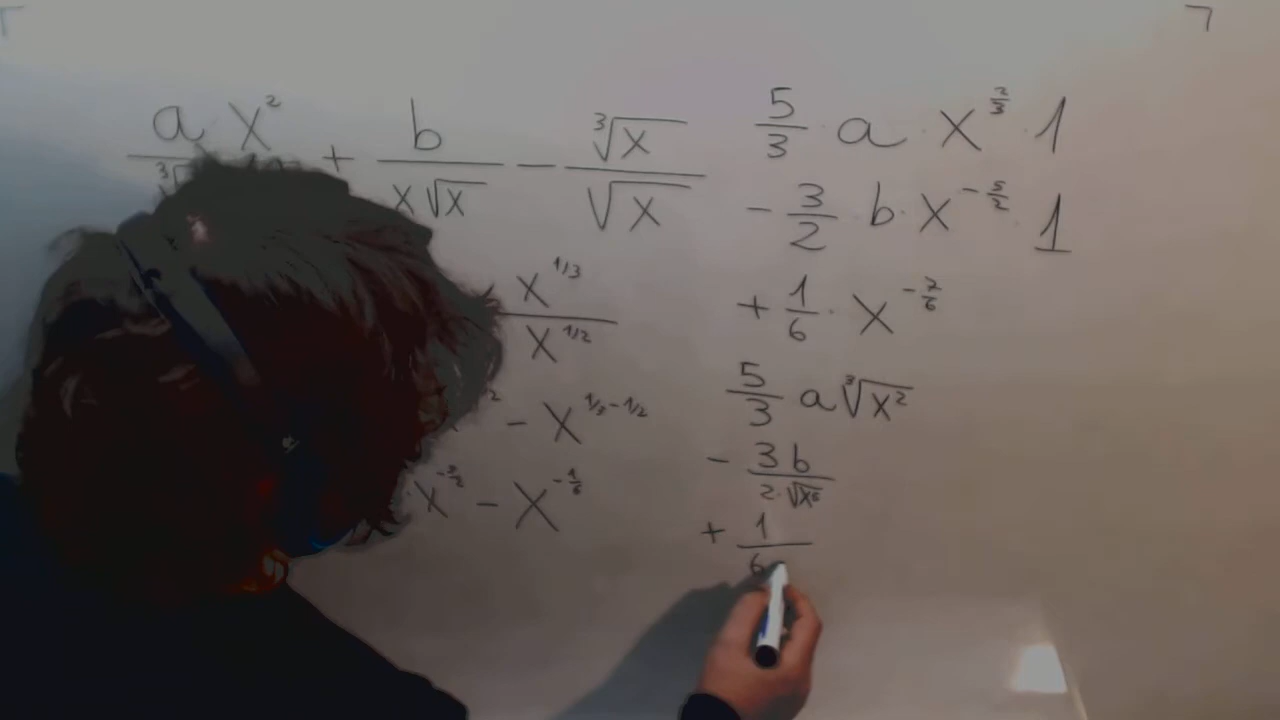 a x² / ∛ + b / x√x − ∛x / √x
x^1/3 / x^1/2
² − x^1/3−1/2
x^-3/2 − x^-1/6
5/3 · a · x^2/3 · 1
− 3/2 · b · x^-5/2 · 1
+ 1/6 · x^-7/6
5/3 a ∛x²
− 3b / 2·√x⁵
+ 1 / 6